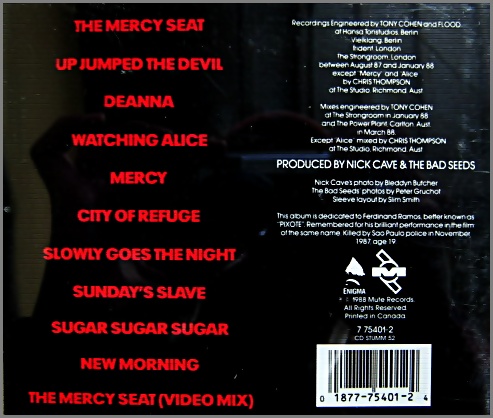 THE MERCY SEAT
UP JUMPED THE DEVIL
DEANNA
WATCHING ALICE
MERCY
CITY OF REFUGE
SLOWLY GOES THE NIGHT
SUNDAY'S SLAVE
SUGAR SUGAR SUGAR
NEW MORNING
THE MERCY SEAT (VIDEO MIX)
Recordings Engineered by TONY COHEN and FLOOD
at Hansa Tonstudios, Berlin
Vielklang, Berlin
Trident, London
The Strongroom, London
between August 87 and January 88
except 'Mercy' and 'Alice
by CHRIS THOMPSON
at The Studio, Richmond, Aust
Mixes engineered by TONY COHEN
at The Strongroom in January 88
and The Power Plant, Carlton, Aust.
in March 88.
Except 'Alice' mixed by CHRIS THOMPSON
at The Studio, Richmond, Aust
PRODUCED BY NICK CAVE & THE BAD SEEDS
Nick Cave's photo by Bleddyn Butcher
The Bad Seeds' photos by Peter Gruchot
Sleeve layout by Slim Smith
This album is dedicated to Ferdinand Ramos, better known as
"PIXOTE". Remembered for his brilliant performance in the film
of the same name. Killed by Sao Paulo police in November,
1987 age 19
ENIGMA
℗ © 1988 Mute Records
All Rights Reserved
Printed in Canada
7 75401-2
CD STUMM 52
0 1877-75401-2 4